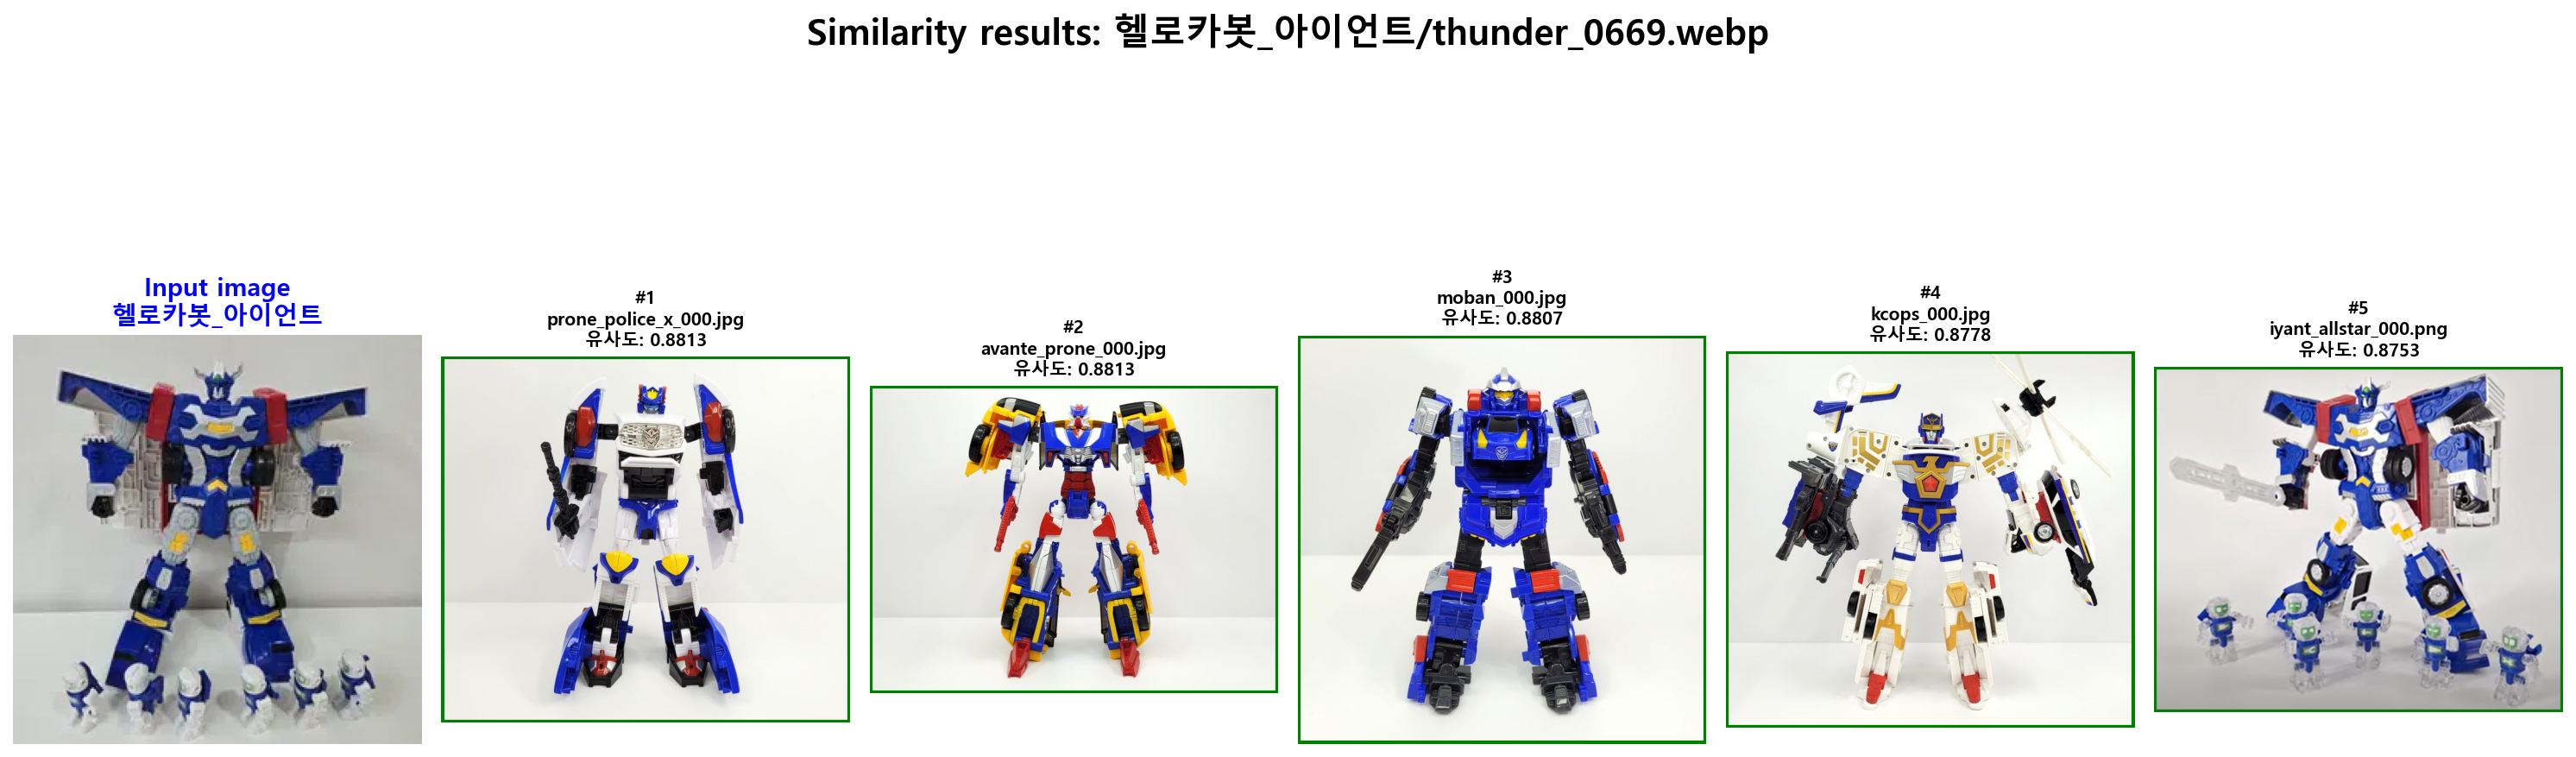 Similarity results: 헬로카봇_아이언트/thunder_0669.webp
Input image
헬로카봇_아이언트
#1
prone_police_x_000.jpg
유사도: 0.8813
#2
avante_prone_000.jpg
유사도: 0.8813
#3
moban_000.jpg
유사도: 0.8807
#4
kcops_000.jpg
유사도: 0.8778
#5
iyant_allstar_000.png
유사도: 0.8753